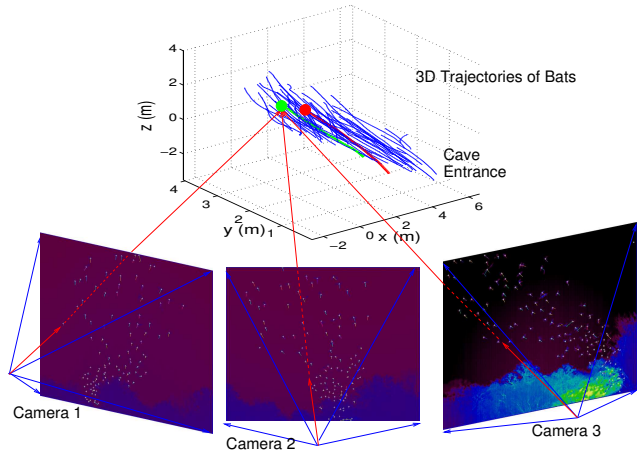 4
2
0
−2
z (m)
3D Trajectories of Bats
Cave
Entrance
4
3
2
1
y (m)
−2
0
2
4
6
x (m)
Camera 1
Camera 2
Camera 3